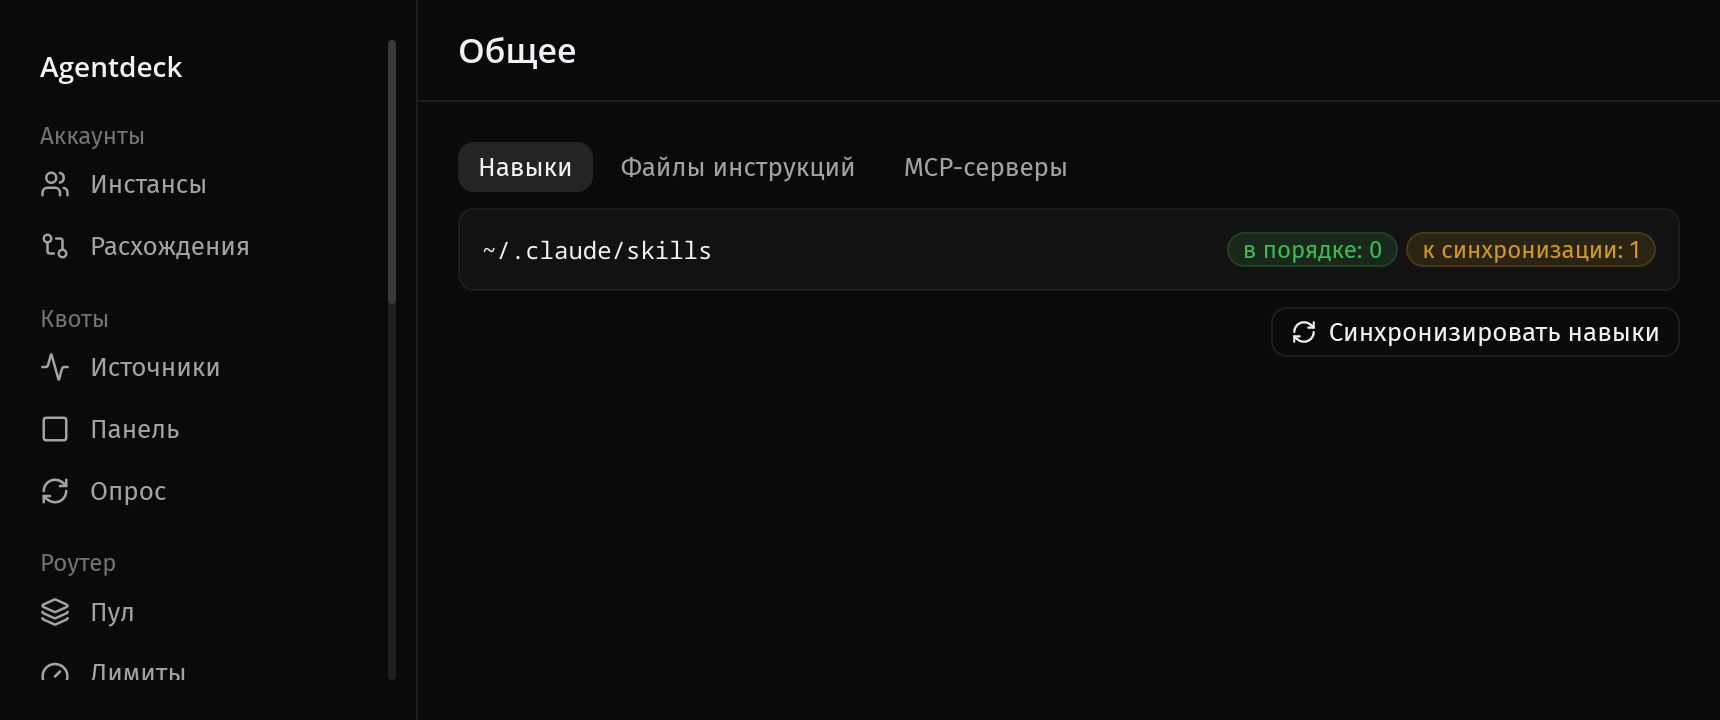 Agentdeck
Аккаунты
Инстансы
Расхождения
Квоты
Источники
Панель
Опрос
Роутер
Пул
Лимиты
Общее
Навыки
Файлы инструкций
MCP-серверы
~/.claude/skills
в порядке: 0
к синхронизации: 1
Синхронизировать навыки